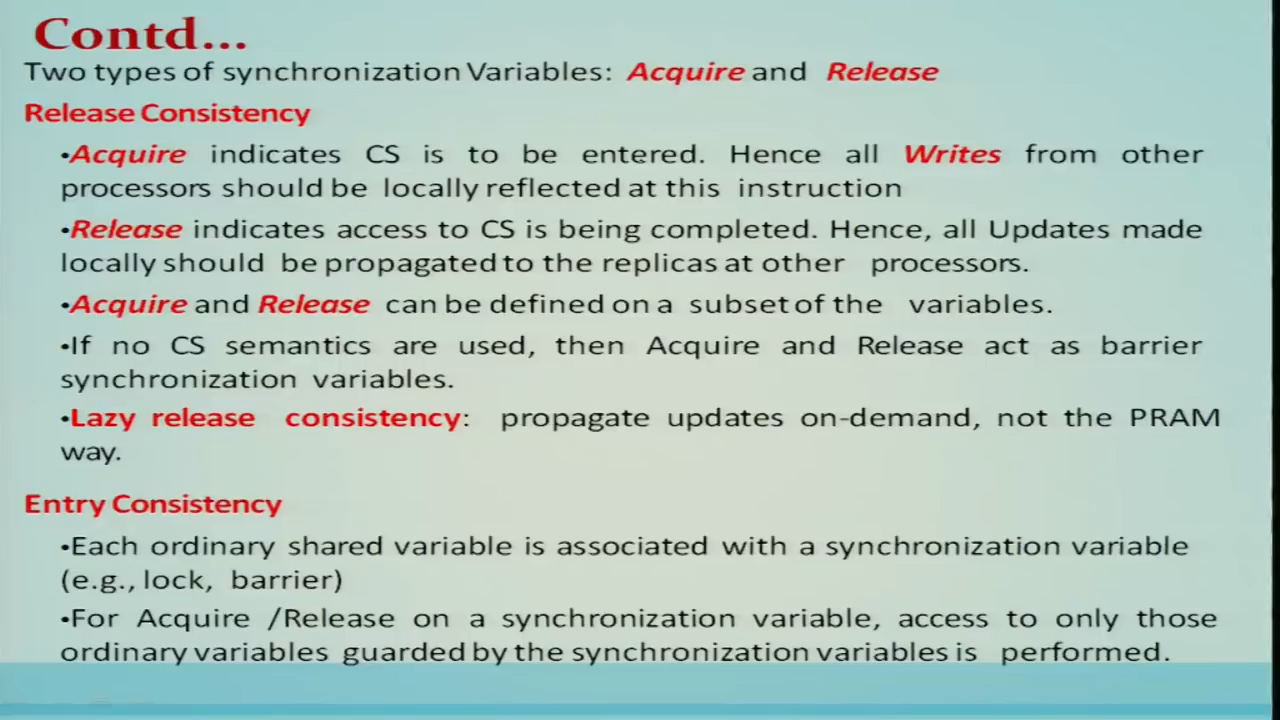 Contd...
Two types of synchronization Variables: Acquire and Release
Release Consistency
•Acquire indicates CS is to be entered. Hence all Writes from other
processors should be locally reflected at this instruction
•Release indicates access to CS is being completed. Hence, all Updates made
locally should be propagated to the replicas at other processors.
•Acquire and Release can be defined on a subset of the variables.
•If no CS semantics are used, then Acquire and Release act as barrier
synchronization variables.
•Lazy release consistency: propagate updates on-demand, not the PRAM
way.
Entry Consistency
•Each ordinary shared variable is associated with a synchronization variable
(e.g., lock, barrier)
•For Acquire /Release on a synchronization variable, access to only those
ordinary variables guarded by the synchronization variables is performed.